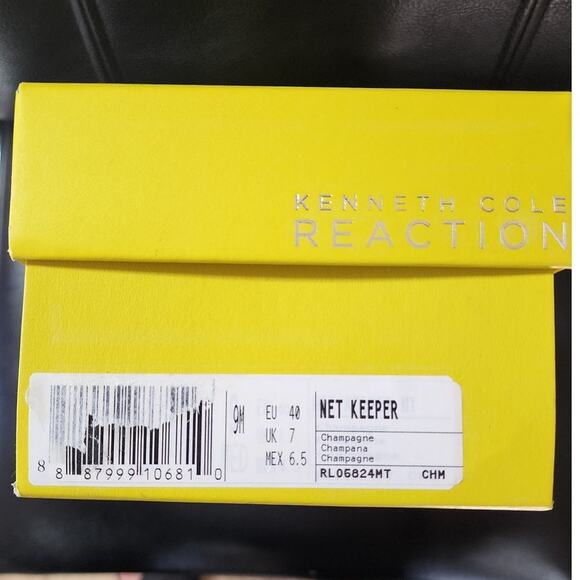 KENNETH COLE
REACTION
9M
EU 40
UK 7
MEX 6.5
NET KEEPER
Champagne
Champana
Champagne
RL05824MT CHM
8 87999 10681 0